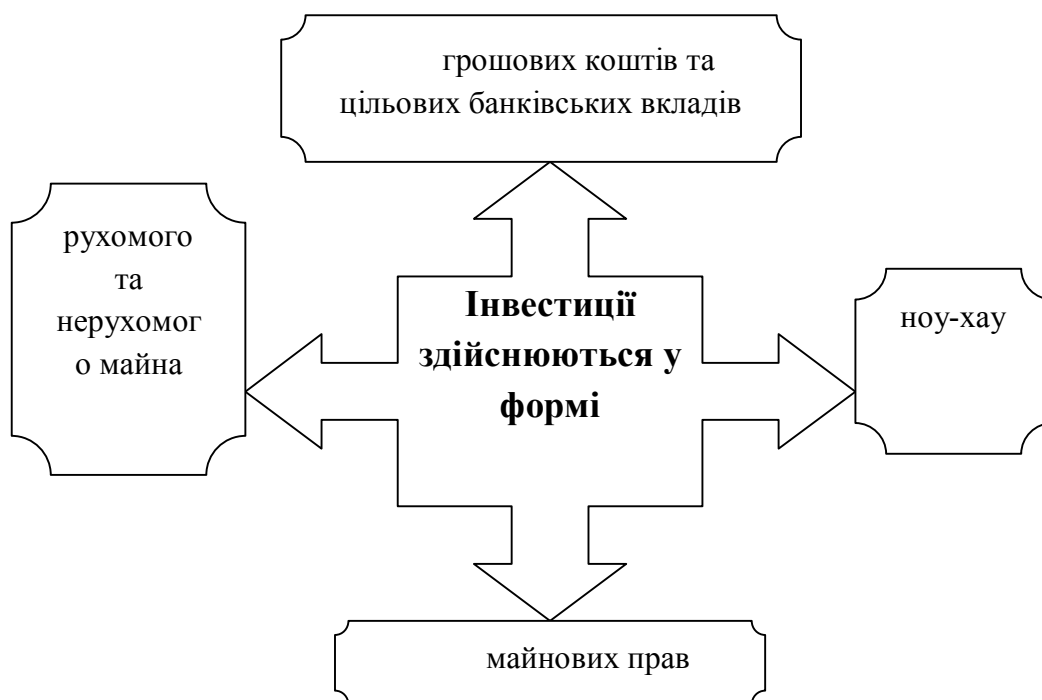 грошових коштів та
цільових банківських вкладів
рухомого
та
нерухомог
о майна
Інвестиції
здійснюються у
формі
ноу-хау
майнових прав